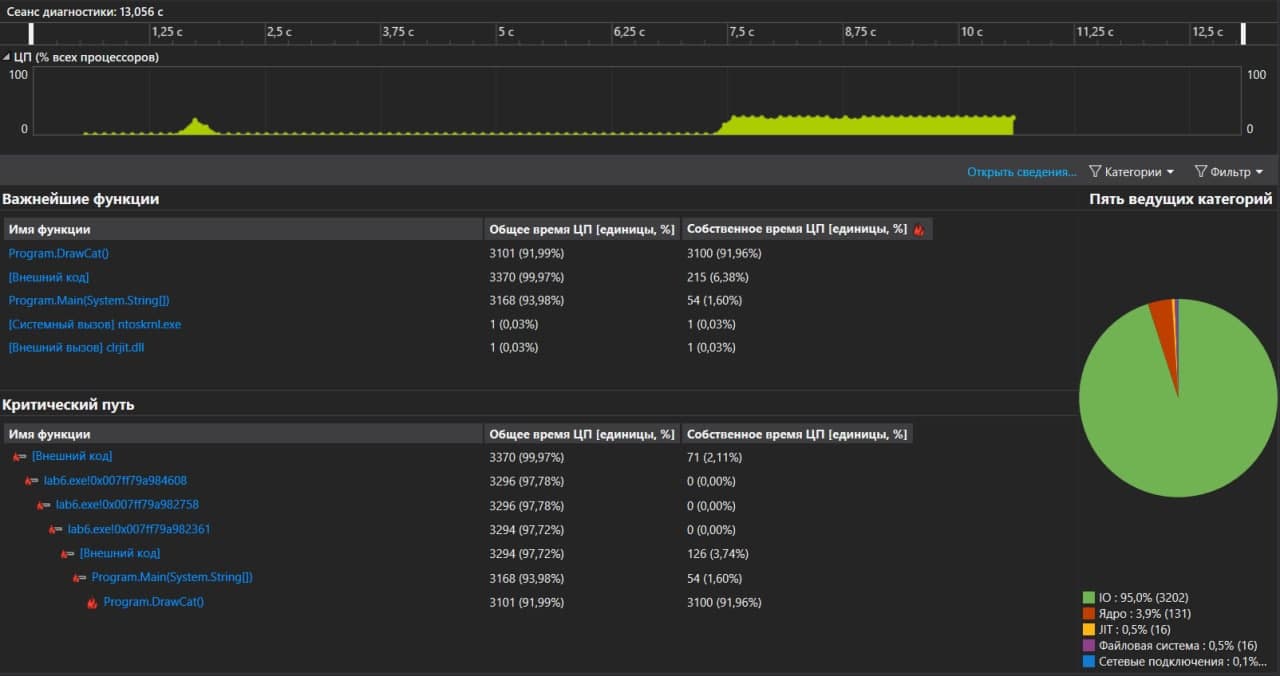 Сеанс диагностики: 13,056 с
1,25 с 2,5 с 3,75 с 5 с 6,25 с 7,5 с 8,75 с 10 с 11,25 с 12,5 с
ЦП (% всех процессоров)
100 100
0 0
Открыть сведения... Категории Фильтр
Важнейшие функции Пять ведущих категорий
Имя функции Общее время ЦП [единицы, %] Собственное время ЦП [единицы, %]
Program.DrawCat() 3101 (91,99%) 3100 (91,96%)
[Внешний код] 3370 (99,97%) 215 (6,38%)
Program.Main(System.String[]) 3168 (93,98%) 54 (1,60%)
[Системный вызов] ntoskrnl.exe 1 (0,03%) 1 (0,03%)
[Внешний вызов] clrjit.dll 1 (0,03%) 1 (0,03%)
Критический путь
Имя функции Общее время ЦП [единицы, %] Собственное время ЦП [единицы, %]
[Внешний код] 3370 (99,97%) 71 (2,11%)
lab6.exe!0x007ff79a984608 3296 (97,78%) 0 (0,00%)
lab6.exe!0x007ff79a982758 3296 (97,78%) 0 (0,00%)
lab6.exe!0x007ff79a982361 3294 (97,72%) 0 (0,00%)
[Внешний код] 3294 (97,72%) 126 (3,74%)
Program.Main(System.String[]) 3168 (93,98%) 54 (1,60%)
Program.DrawCat() 3101 (91,99%) 3100 (91,96%)
IO : 95,0% (3202)
Ядро : 3,9% (131)
JIT : 0,5% (16)
Файловая система : 0,5% (16)
Сетевые подключения : 0,1%...